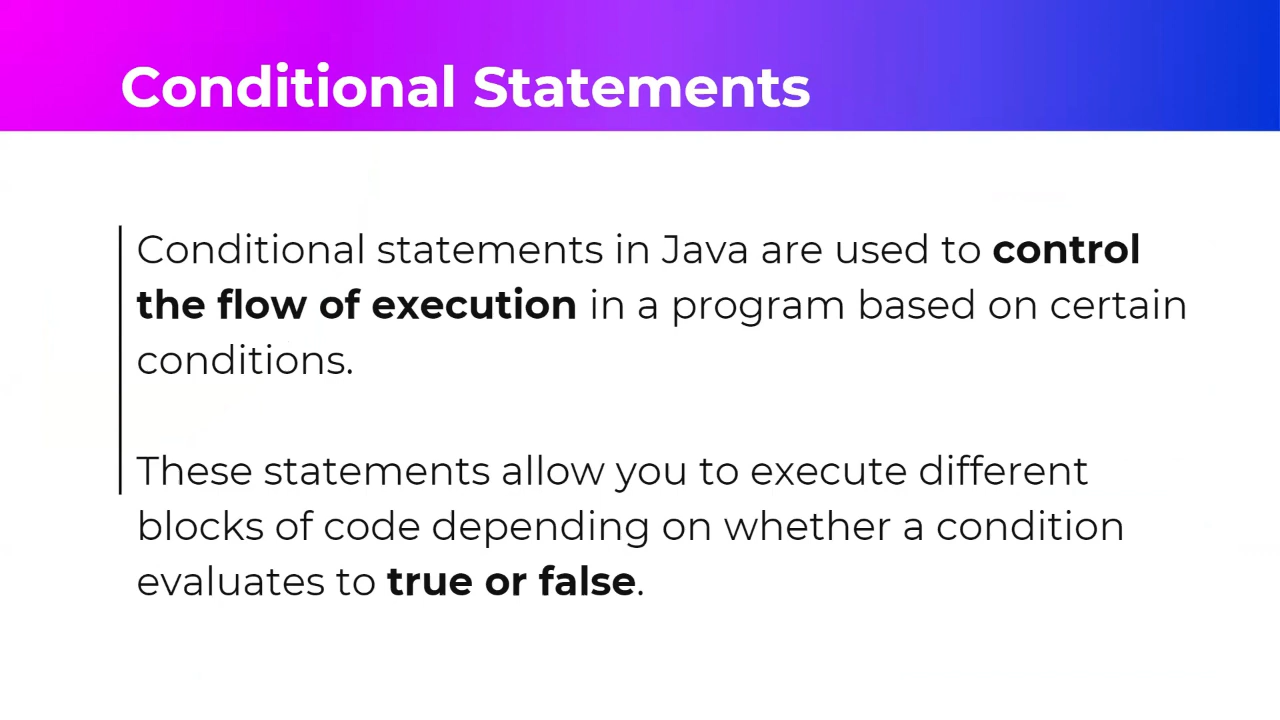 Conditional Statements
Conditional statements in Java are used to control
the flow of execution in a program based on certain
conditions.
These statements allow you to execute different
blocks of code depending on whether a condition
evaluates to true or false.